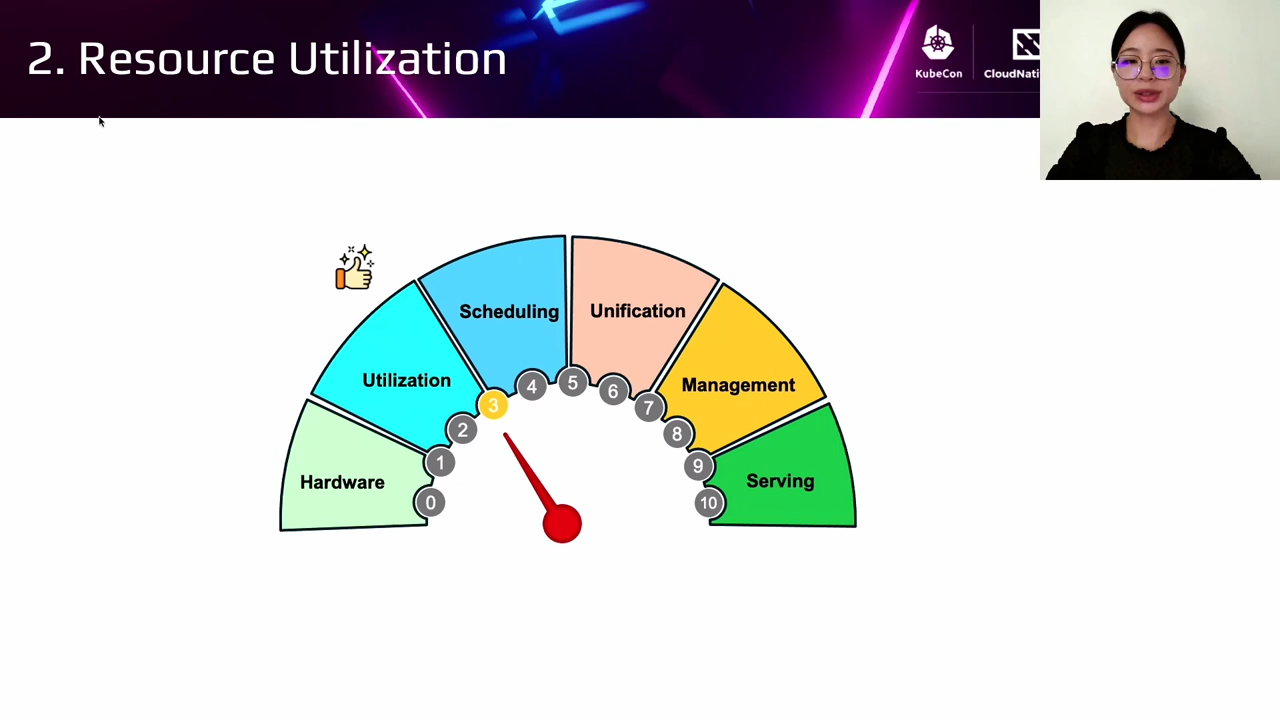 2. Resource Utilization
KubeCon
CloudNati
Scheduling
Unification
Utilization
Management
Hardware
Serving
0
1
2
3
4
5
6
7
8
9
10